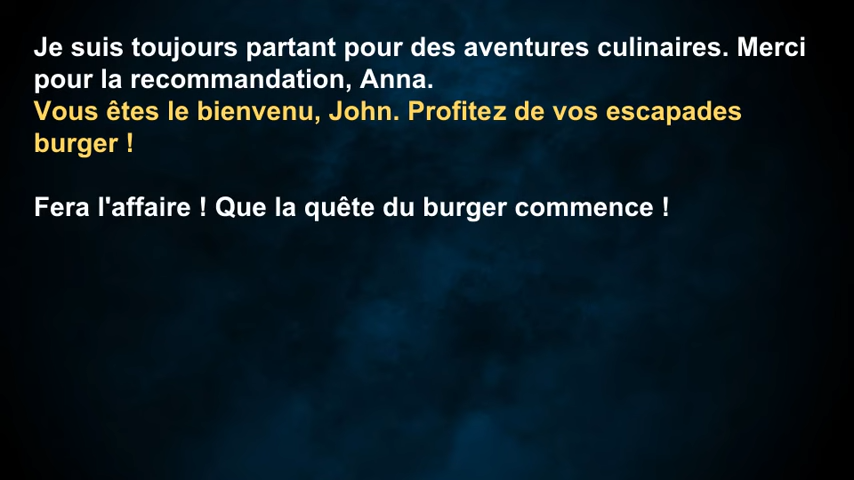 Je suis toujours partant pour des aventures culinaires. Merci
pour la recommandation, Anna.
Vous êtes le bienvenu, John. Profitez de vos escapades
burger !
Fera l'affaire ! Que la quête du burger commence !